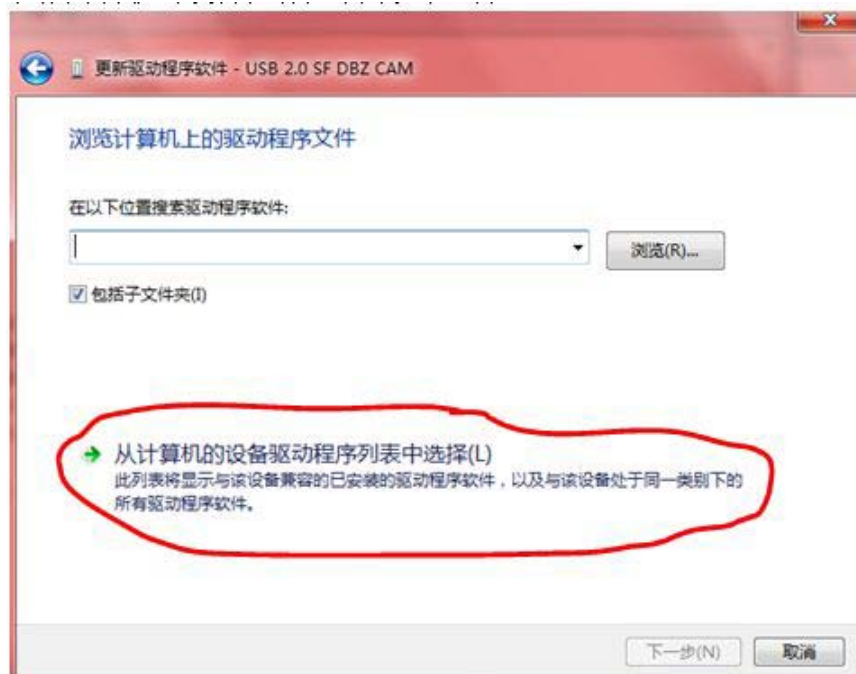 更新驱动程序软件 - USB 2.0 SF DBZ CAM
浏览计算机上的驱动程序文件
在以下位置搜索驱动程序软件:
浏览(R)...
包括子文件夹(I)
从计算机的设备驱动程序列表中选择(L)
此列表将显示与该设备兼容的已安装的驱动程序软件，以及与该设备处于同一类别下的
所有驱动程序软件。
下一步(N)
取消